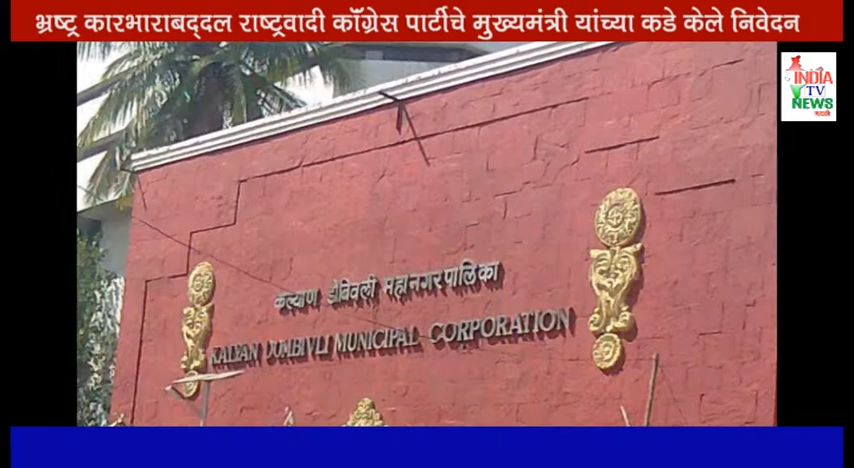 भ्रष्ट्र कारभाराबद्दल राष्ट्रवादी कॉंग्रेस पार्टीचे मुख्यमंत्री यांच्या कडे केले निवेदन
INDIA
TV
NEWS
कल्याण डोंबिवली महानगरपालिका
KALYAN DOMBIVLI MUNICIPAL CORPORATION